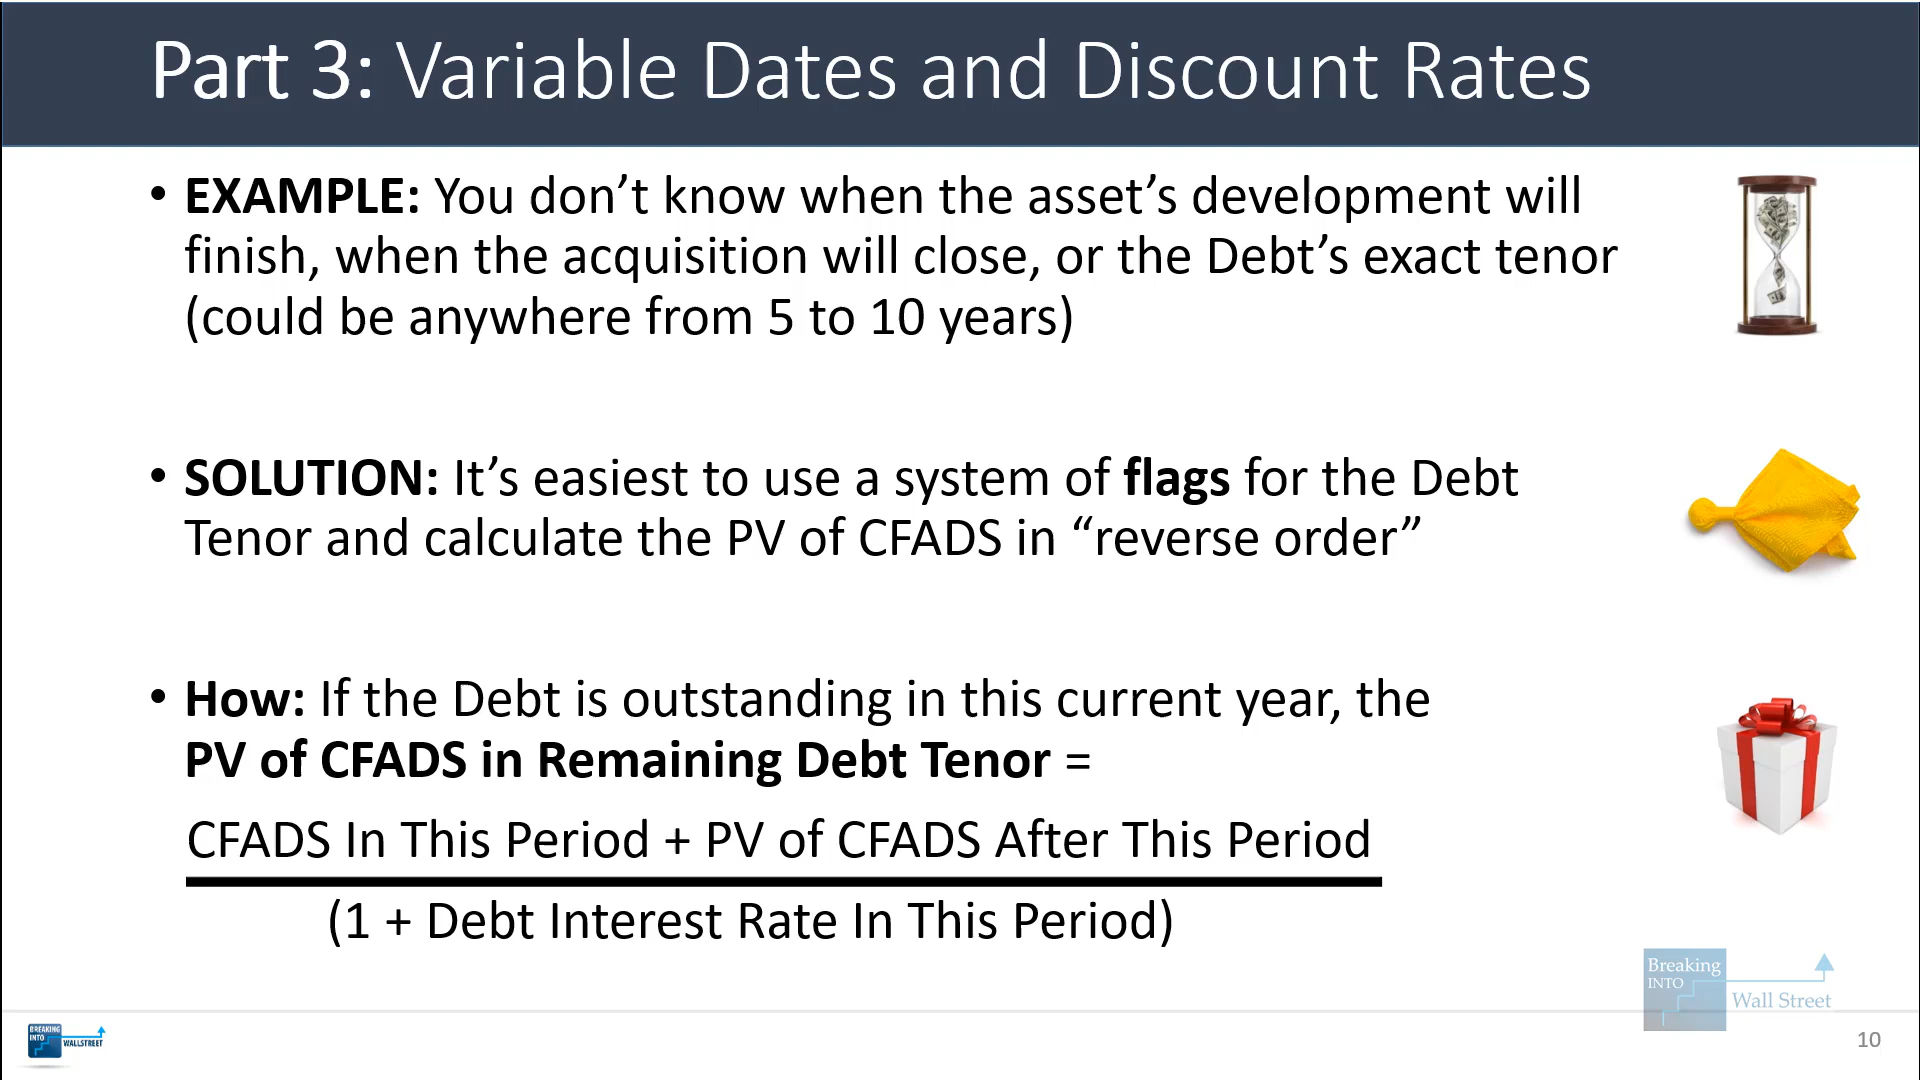 Part 3: Variable Dates and Discount Rates
• EXAMPLE: You don’t know when the asset’s development will
finish, when the acquisition will close, or the Debt’s exact tenor
(could be anywhere from 5 to 10 years)
• SOLUTION: It’s easiest to use a system of flags for the Debt
Tenor and calculate the PV of CFADS in “reverse order”
• How: If the Debt is outstanding in this current year, the
PV of CFADS in Remaining Debt Tenor =
CFADS In This Period + PV of CFADS After This Period
(1 + Debt Interest Rate In This Period)
Breaking
INTO
Wall Street
BREAKING
INTO
WALLSTREET
10